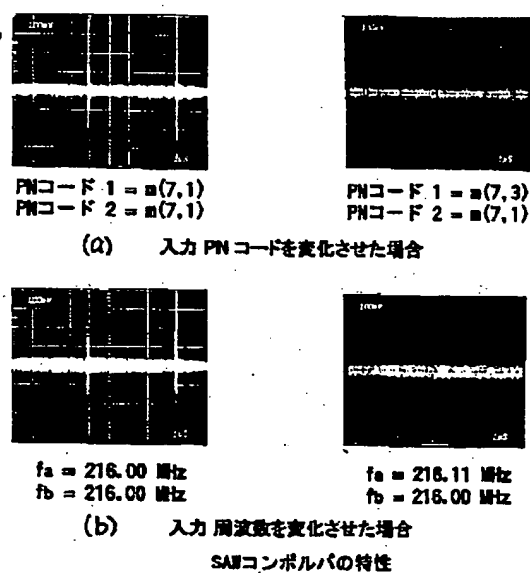 PNコード 1 = m(7,1)
PNコード 2 = m(7,1)
PNコード 1 = m(7,3)
PNコード 2 = m(7,1)
(a) 入力 PN コードを変化させた場合
fa = 216.00 MHz
fb = 216.00 MHz
fa = 216.11 MHz
fb = 216.00 MHz
(b) 入力 周波数を変化させた場合
SAWコンボルバの特性